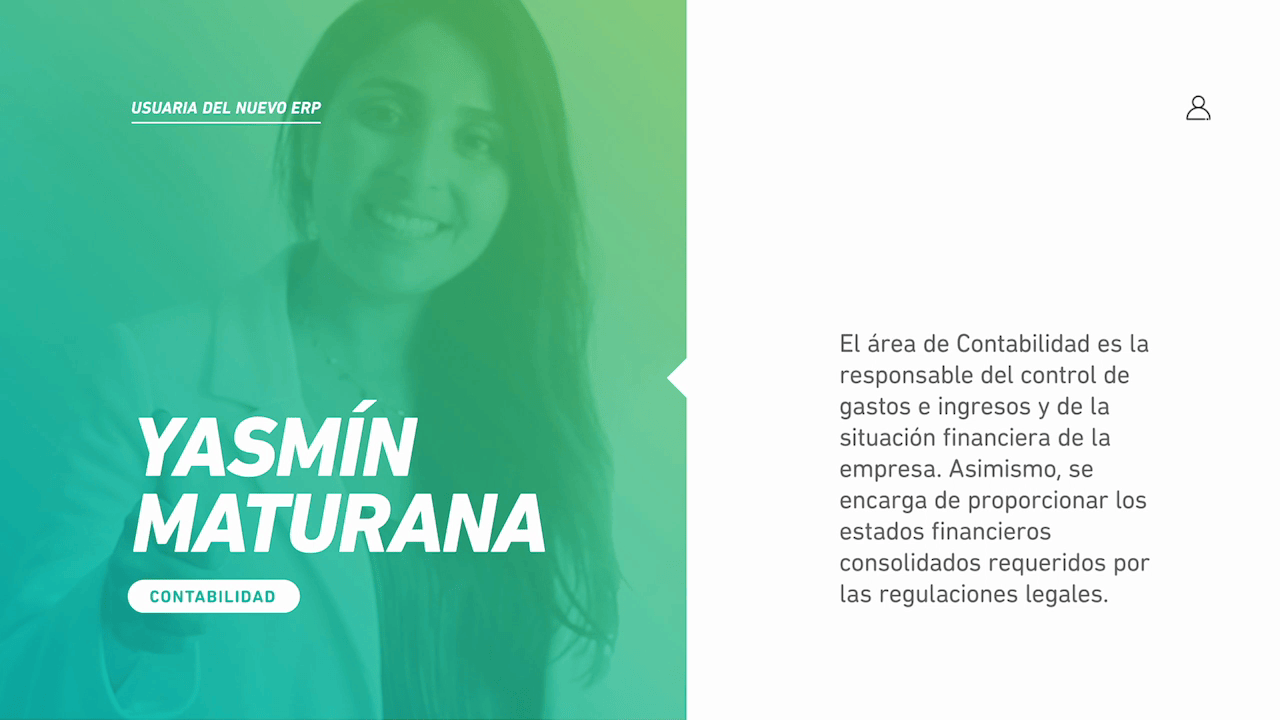 USUARIA DEL NUEVO ERP
YASMÍN
MATURANA
CONTABILIDAD
El área de Contabilidad es la
responsable del control de
gastos e ingresos y de la
situación financiera de la
empresa. Asimismo, se
encarga de proporcionar los
estados financieros
consolidados requeridos por
las regulaciones legales.